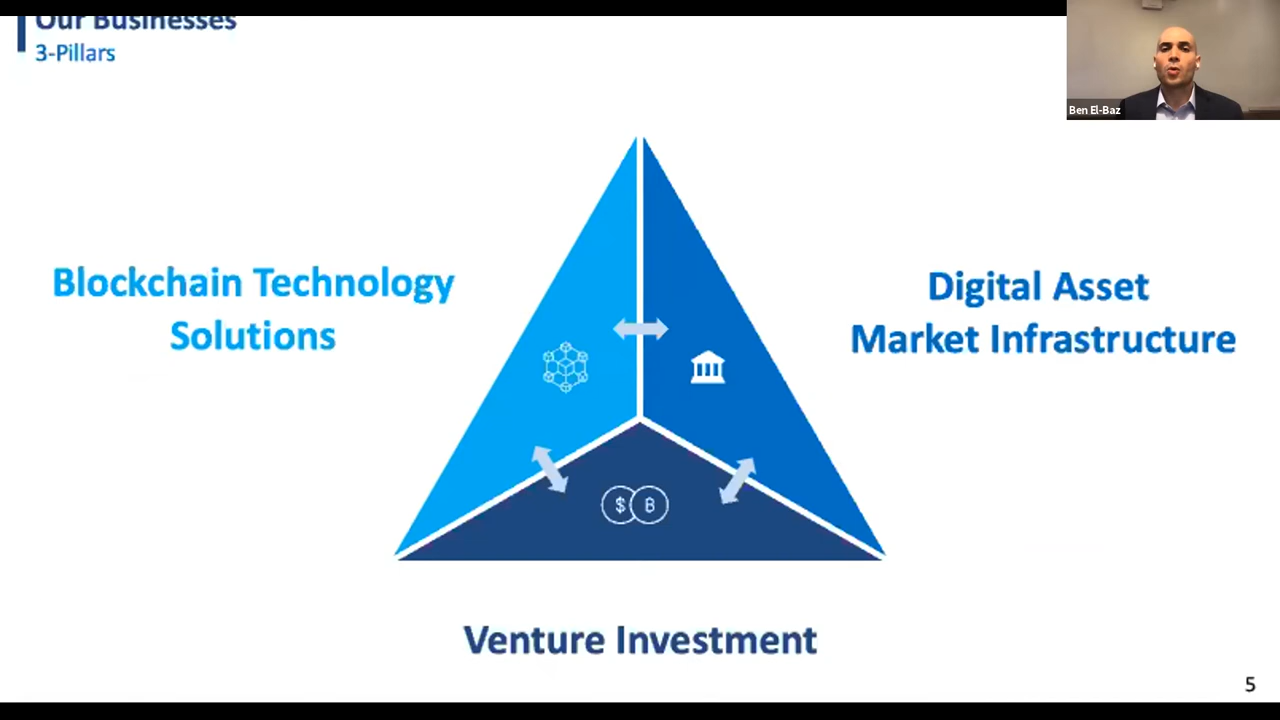 Our Businesses
3-Pillars
Ben El-Baz
Blockchain Technology
Solutions
Digital Asset
Market Infrastructure
$ B
Venture Investment
5